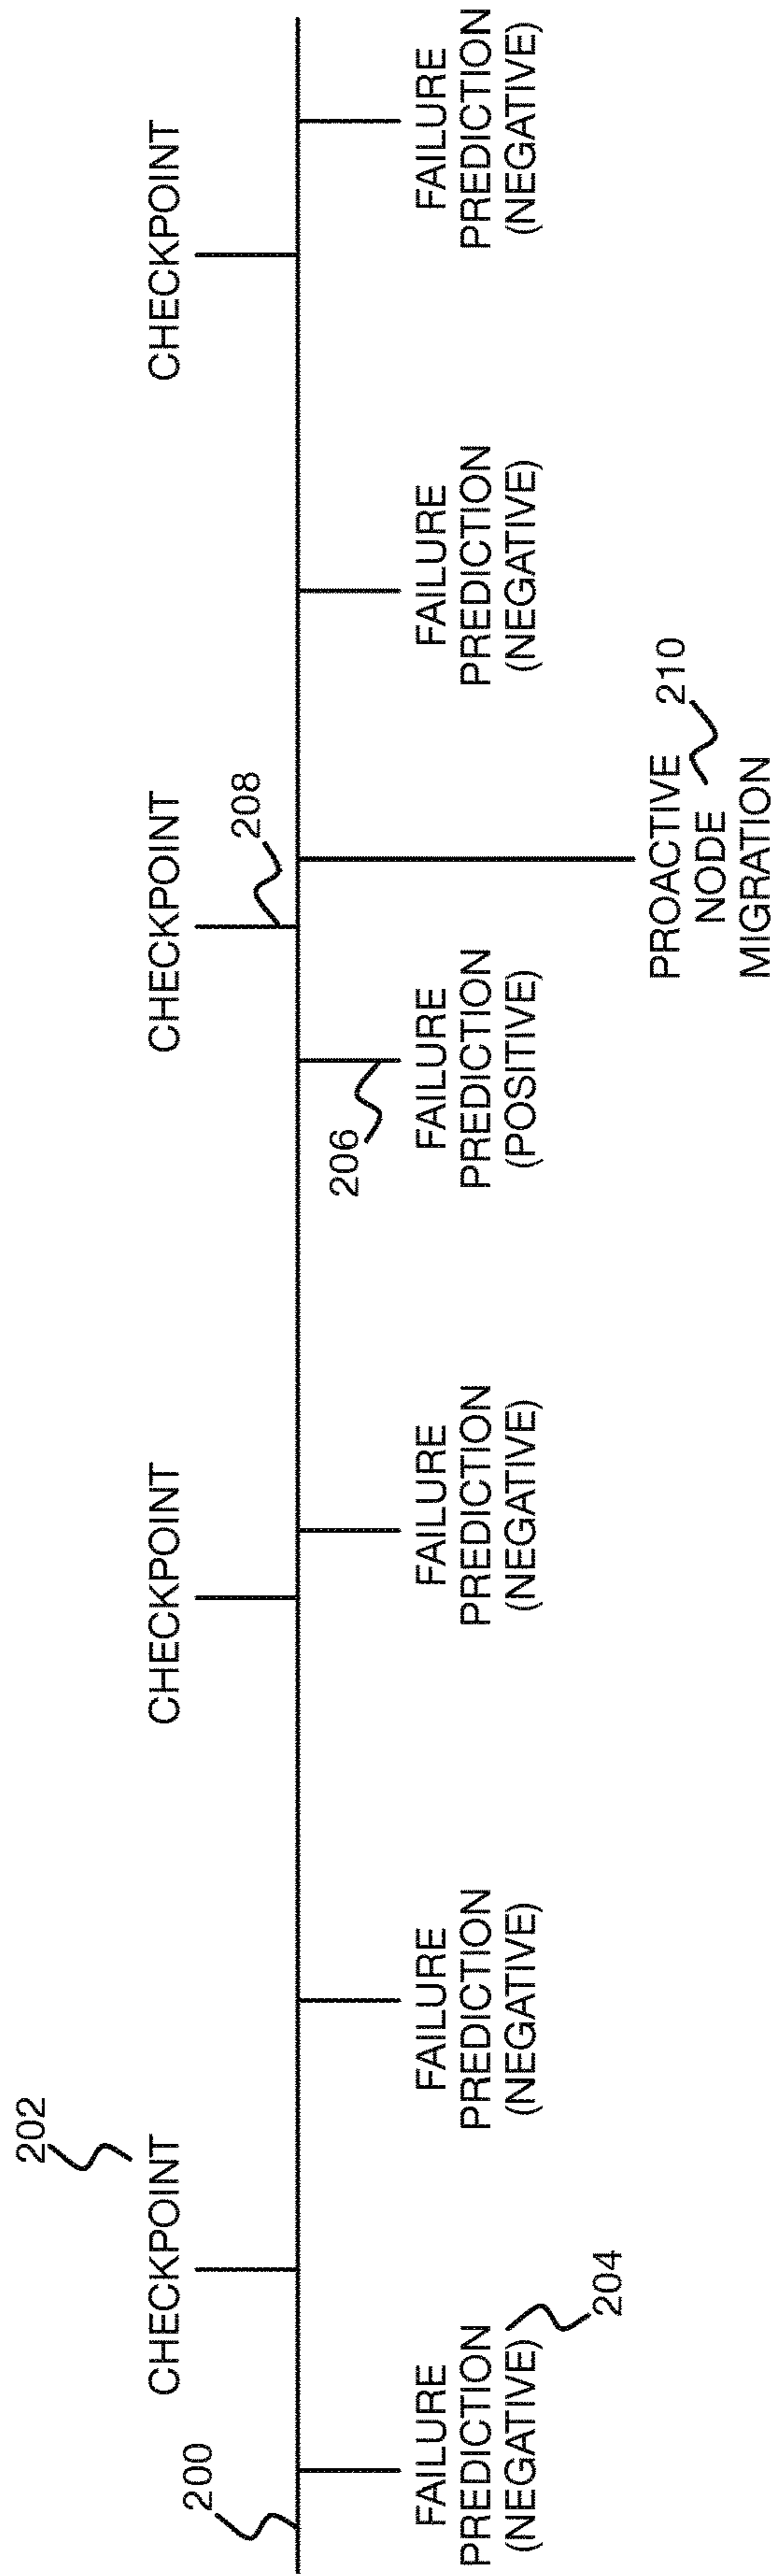 202
CHECKPOINT
CHECKPOINT
CHECKPOINT
CHECKPOINT
200
208
206
FAILURE
PREDICTION
(NEGATIVE)
204
FAILURE
PREDICTION
(NEGATIVE)
FAILURE
PREDICTION
(NEGATIVE)
FAILURE
PREDICTION
(POSITIVE)
FAILURE
PREDICTION
(NEGATIVE)
FAILURE
PREDICTION
(NEGATIVE)
PROACTIVE
NODE
MIGRATION
210